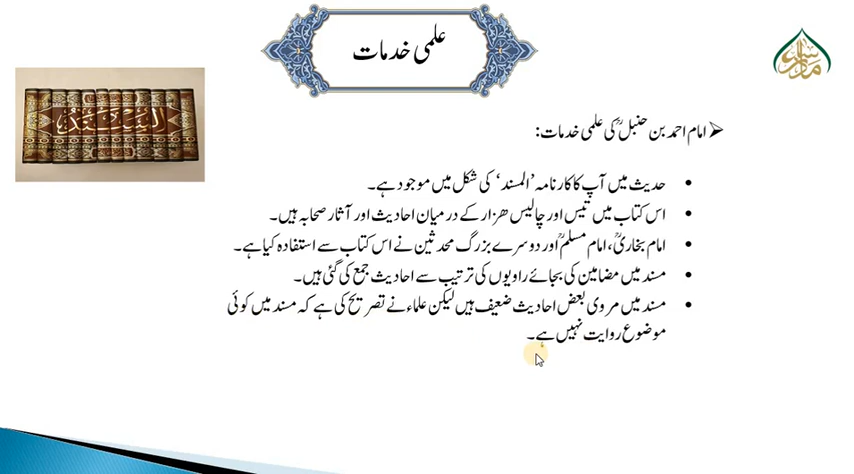 علمی خدمات
المسند
امام احمد بن حنبلؒ کی علمی خدمات:
حدیث میں آپ کا کارنامہ 'المسند' کی شکل میں موجود ہے۔
اس کتاب میں تیس اور چالیس ھزار کے درمیان احادیث اور آثار صحابہ ہیں۔
امام بخاریؒ، امام مسلمؒ اور دوسرے بزرگ محدثین نے اس کتاب سے استفادہ کیا ہے۔
مسند میں مضامین کی بجائے راویوں کی ترتیب سے احادیث جمع کی گئی ہیں۔
مسند میں مروی بعض احادیث ضعیف ہیں لیکن علماء نے تصریح کی ہے کہ مسند میں کوئی
موضوع روایت نہیں ہے۔